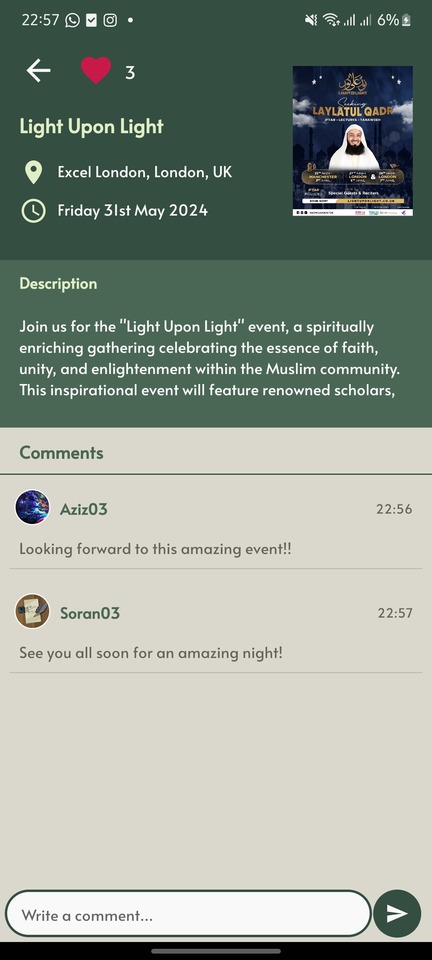 22:57
6%
3
Light Upon Light
Excel London, London, UK
Friday 31st May 2024
LIGHT UPON LIGHT
Seeking
LAYLATUL QADR
IFTAR • LECTURES • TARAWEEH
MANCHESTER
LONDON
&
LONDON
Special Guests & Reciters
LIGHTUPONLIGHT.CO.UK
Description
Join us for the "Light Upon Light" event, a spiritually
enriching gathering celebrating the essence of faith,
unity, and enlightenment within the Muslim community.
This inspirational event will feature renowned scholars,
Comments
Aziz03
22:56
Looking forward to this amazing event!!
Soran03
22:57
See you all soon for an amazing night!
Write a comment...